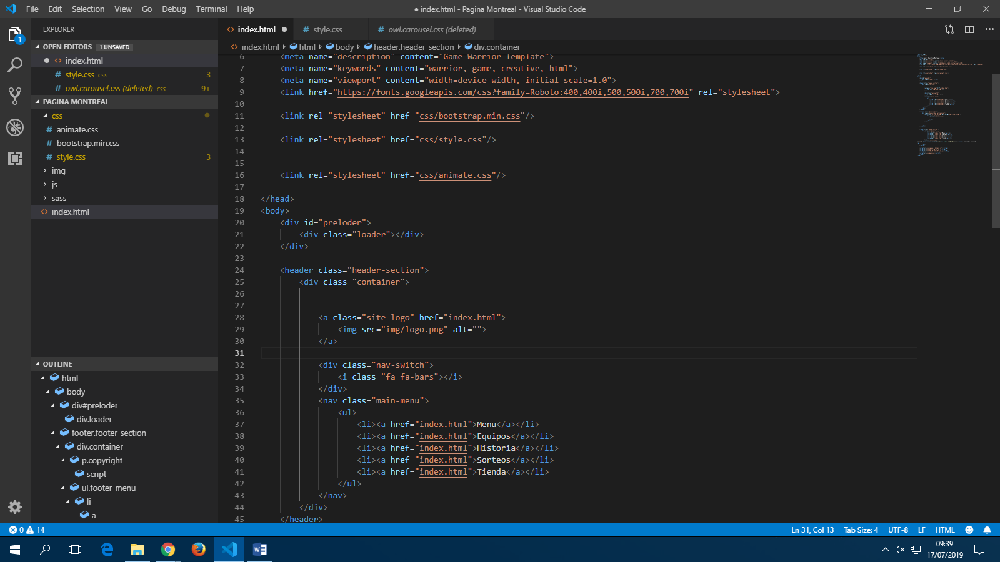 File Edit Selection View Go Debug Terminal Help
● index.html - Pagina Montreal - Visual Studio Code
EXPLORER
OPEN EDITORS 1 UNSAVED
index.html
style.css css 3
owl.carousel.css (deleted) css 9+
PAGINA MONTREAL
css
animate.css
bootstrap.min.css
style.css 3
img
js
sass
index.html
OUTLINE
html
body
div#preloder
div.loader
footer.footer-section
div.container
p.copyright
script
ul.footer-menu
li
a
index.html style.css owl.carousel.css (deleted)
index.html html body header.header-section div.container
6 <meta name="description" content="Game Warrior Template">
7 <meta name="keywords" content="warrior, game, creative, html">
8 <meta name="viewport" content="width=device-width, initial-scale=1.0">
9 <link href="https://fonts.googleapis.com/css?family=Roboto:400,400i,500,500i,700,700i" rel="stylesheet">
10
11 <link rel="stylesheet" href="css/bootstrap.min.css"/>
12
13 <link rel="stylesheet" href="css/style.css"/>
14
15
16 <link rel="stylesheet" href="css/animate.css"/>
17
18 </head>
19 <body>
20 <div id="preloder">
21 <div class="loader"></div>
22 </div>
23
24 <header class="header-section">
25 <div class="container">
26
27
28 <a class="site-logo" href="index.html">
29 <img src="img/logo.png" alt="">
30 </a>
31
32 <div class="nav-switch">
33 <i class="fa fa-bars"></i>
34 </div>
35 <nav class="main-menu">
36 <ul>
37 <li><a href="index.html">Menu</a></li>
38 <li><a href="index.html">Equipos</a></li>
39 <li><a href="index.html">Historia</a></li>
40 <li><a href="index.html">Sorteos</a></li>
41 <li><a href="index.html">Tienda</a></li>
42 </ul>
43 </nav>
44 </div>
45 </header>
0 14
Ln 31, Col 13 Tab Size: 4 UTF-8 LF HTML
09:39
17/07/2019